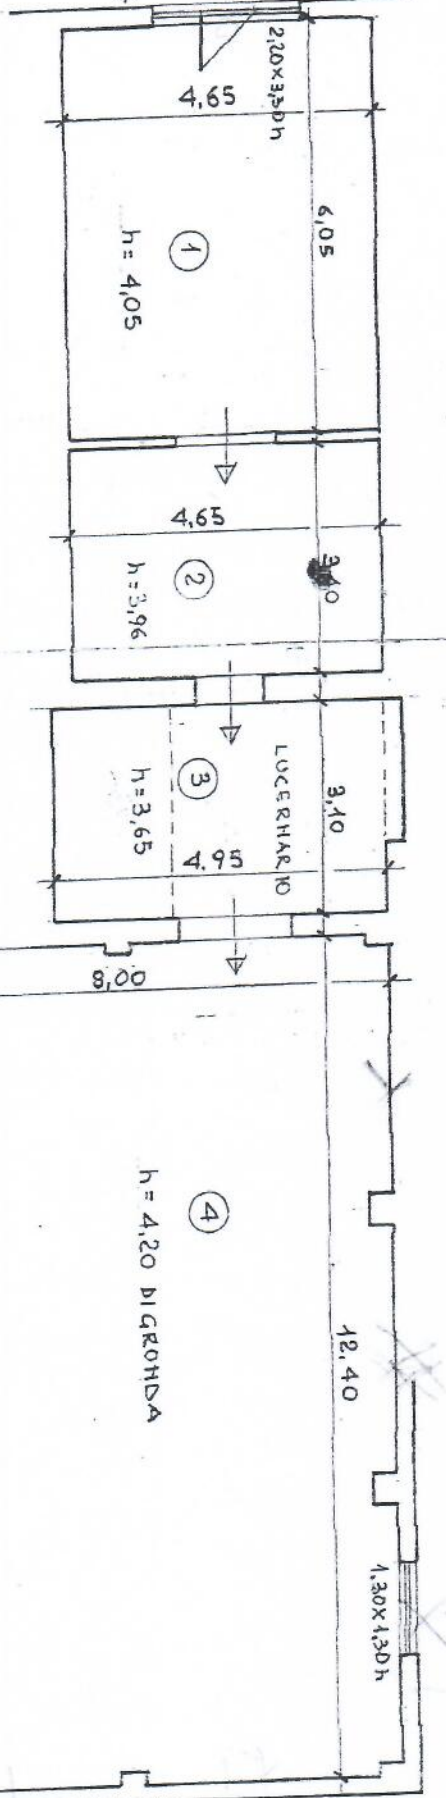 2,20x3,30h
4,65
6,05
1
h = 4,05
4,65
2
h = 3,96
3
LUCERNARIO
3,10
h = 3,65
4.95
8,00
4
h = 4,20 DI GRONDA
12.40
1.30x1,30h